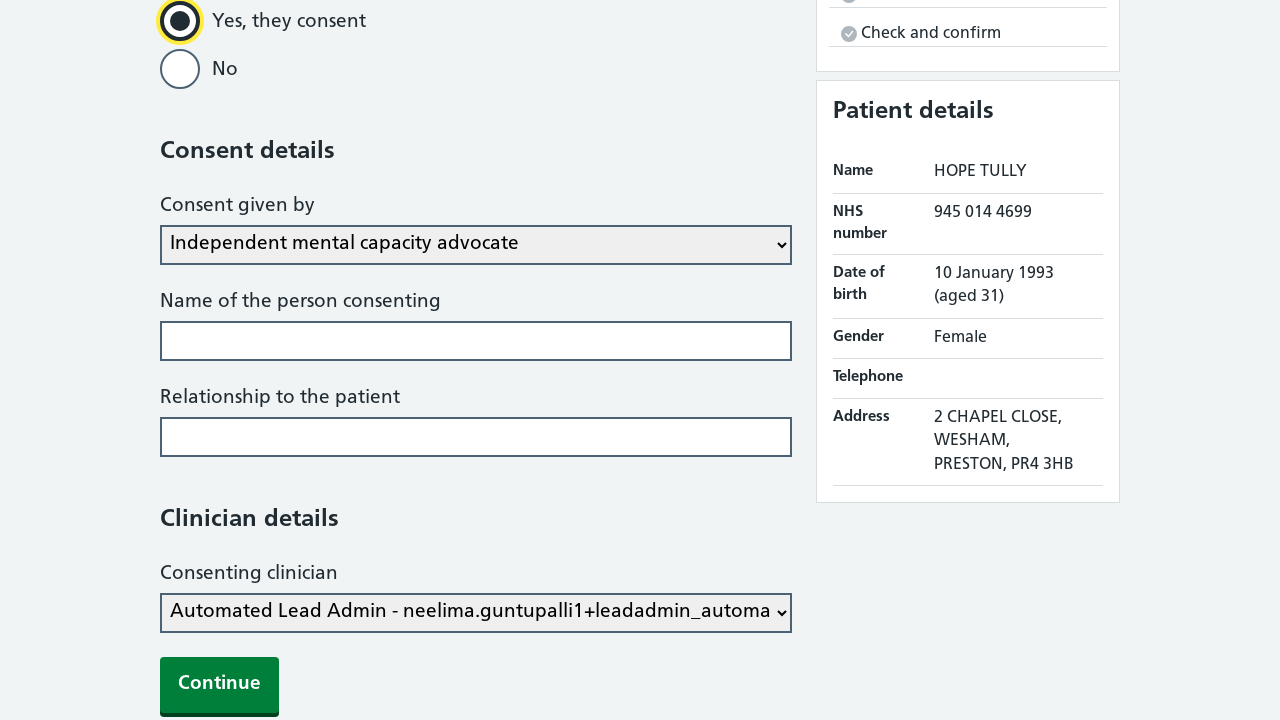 Yes, they consent
No
Consent details
Consent given by
Independent mental capacity advocate
Name of the person consenting
Relationship to the patient
Clinician details
Consenting clinician
Automated Lead Admin - neelima.guntupalli1+leadadmin_automa
Continue
Check and confirm
Patient details
Name HOPE TULLY
NHS number 945 014 4699
Date of birth 10 January 1993 (aged 31)
Gender Female
Telephone
Address 2 CHAPEL CLOSE,
WESHAM,
PRESTON, PR4 3HB